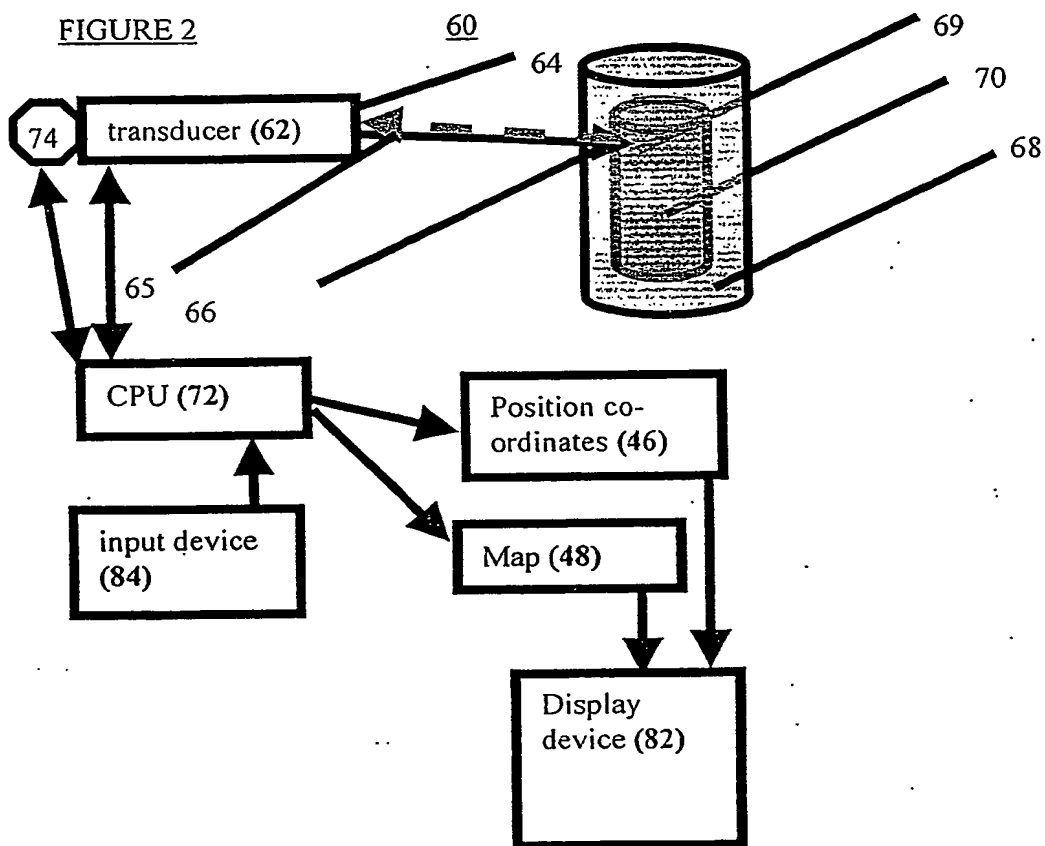 FIGURE 2
60
69
64
70
74
transducer (62)
68
65
66
CPU (72)
Position co-
ordinates (46)
input device
(84)
Map (48)
Display
device (82)